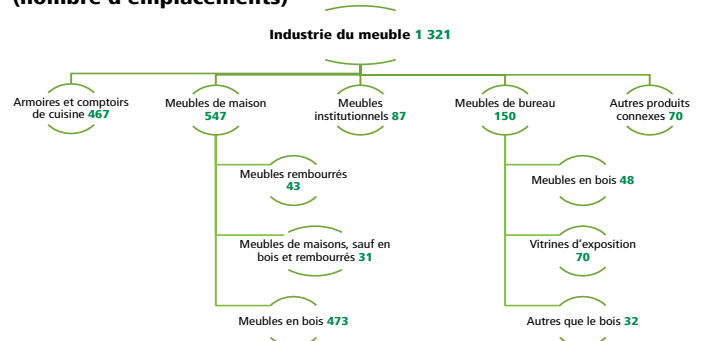 (nombre d'emplacements)
Industrie du meuble 1 321
Armoires et comptoirs
de cuisine 467
Meubles de maison
547
Meubles
institutionnels 87
Meubles de bureau
150
Autres produits
connexes 70
Meubles rembourrés
43
Meubles de maisons, sauf en
bois et rembourrés 31
Meubles en bois 473
Meubles en bois 48
Vitrines d’exposition
70
Autres que le bois 32